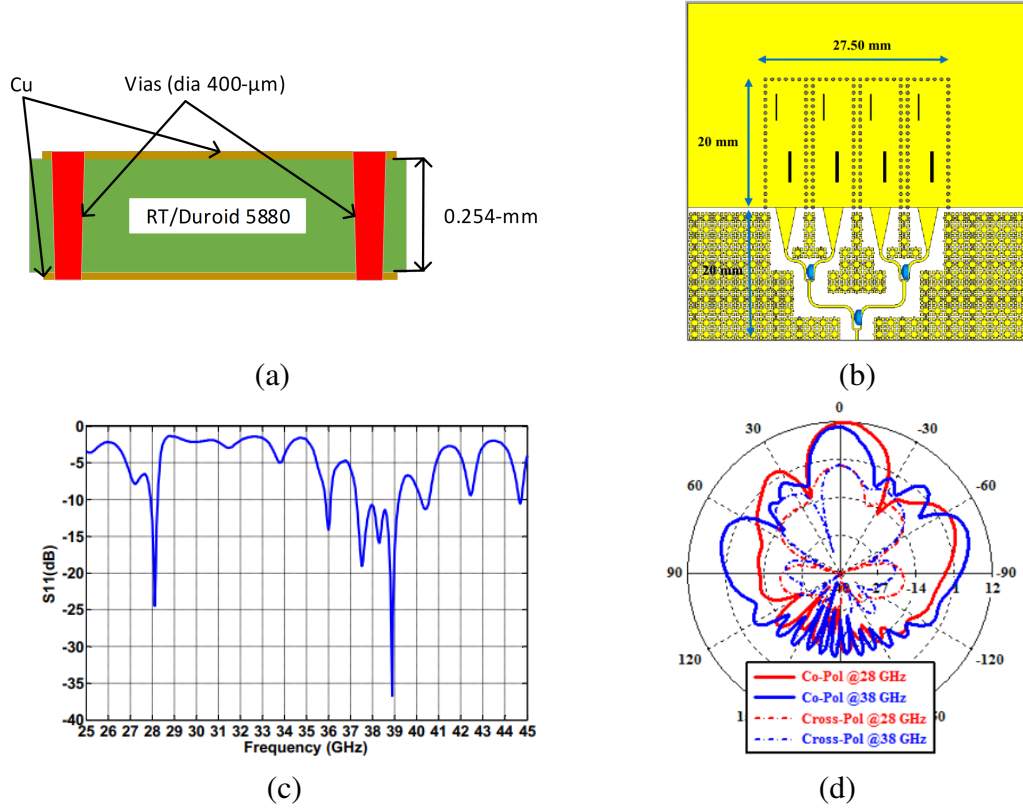 Cu
Vias (dia 400-µm)
RT/Duroid 5880
0.254-mm
(a)
27.50 mm
20 mm
20 mm
(b)
0
-5
-10
-15
-20
-25
-30
-35
-40
S11(dB)
25 26 27 28 29 30 31 32 33 34 35 36 37 38 39 40 41 42 43 44 45
Frequency (GHz)
(c)
0
30
-30
60
-60
90
-27
-14
1
12
-90
120
-120
Co-Pol @28 GHz
Co-Pol @38 GHz
Cross-Pol @28 GHz
Cross-Pol @38 GHz
(d)